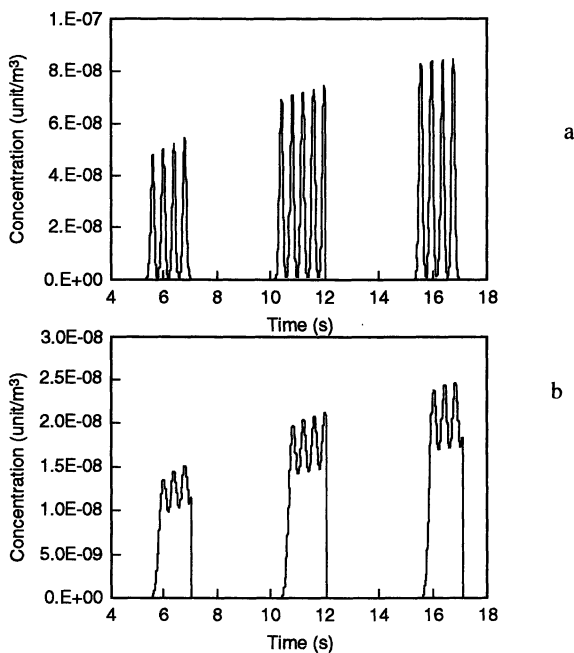 1.E-07
8.E-08
6.E-08
4.E-08
2.E-08
0.E+00
Concentration (unit/m³)
4 6 8 10 12 14 16 18
Time (s)
a
3.0E-08
2.5E-08
2.0E-08
1.5E-08
1.0E-08
5.0E-09
0.E+00
Concentration (unit/m³)
4 6 8 10 12 14 16 18
Time (s)
b